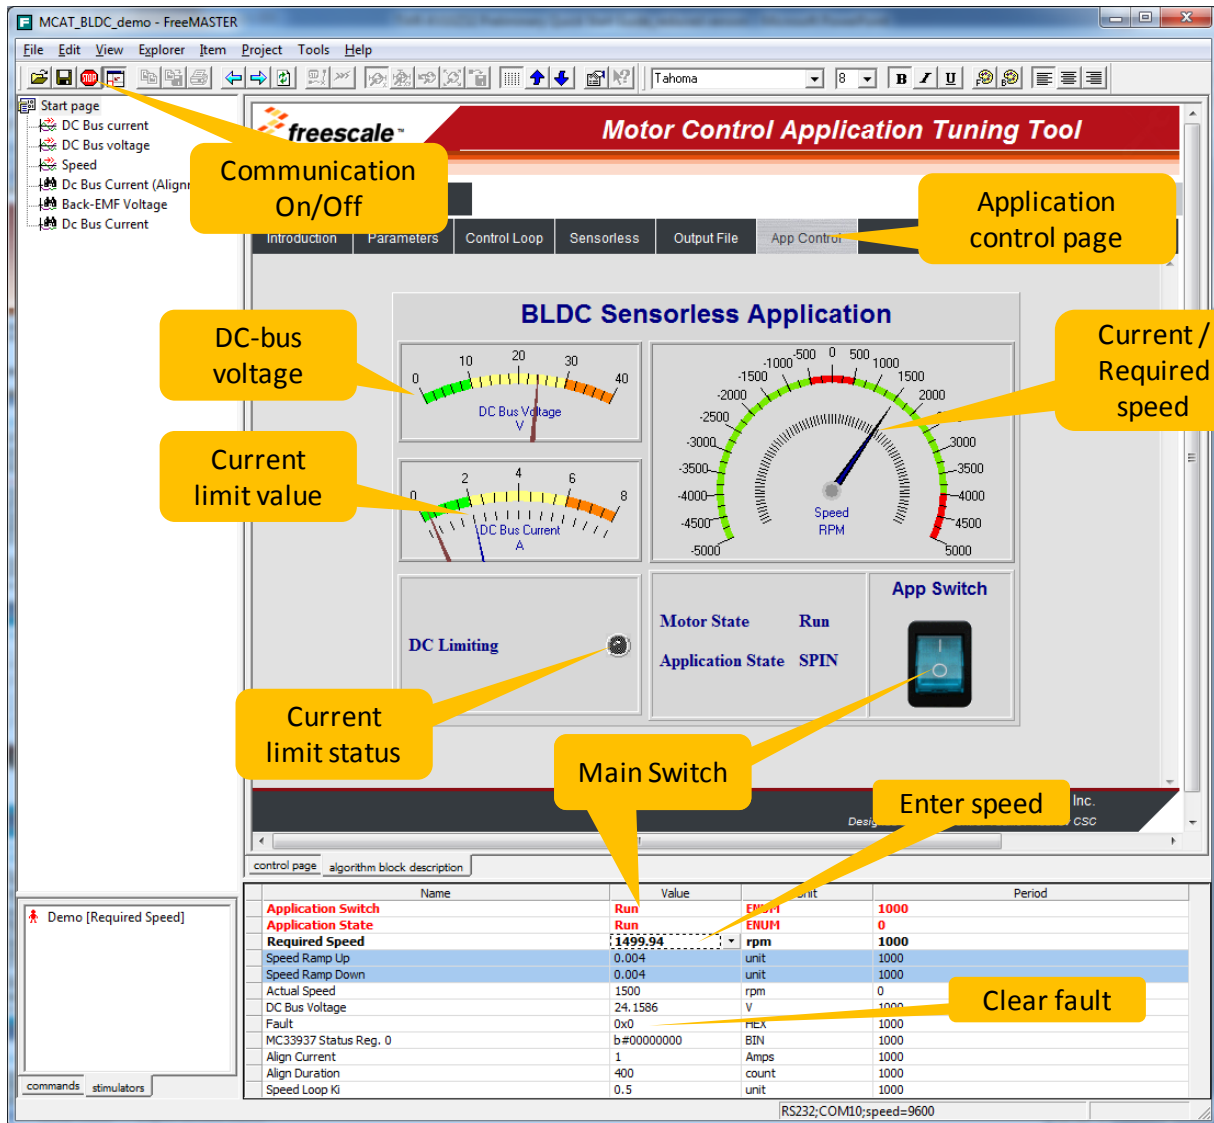 MCAT_BLDC_demo - FreeMASTER
File Edit View Explorer Item Project Tools Help
STOP
Tahoma 8 B I U
Start page
DC Bus current
DC Bus voltage
Speed
Dc Bus Current (Align
Back-EMF Voltage
Dc Bus Current
freescale™
Motor Control Application Tuning Tool
Communication
On/Off
Application
control page
Introduction Parameters Control Loop Sensorless Output File App Control
BLDC Sensorless Application
DC-bus
voltage
0 10 20 30 40
DC Bus Voltage
V
Current /
Required
speed
-5000 -4500 -4000 -3500 -3000 -2500 -2000 -1500 -1000 -500 0 500 1000 1500 2000 3000 3500 4000 4500 5000
Speed
RPM
Current
limit value
0 2 4 6 8
DC Bus Current
A
DC Limiting
Motor State Run
Application State SPIN
App Switch
Current
limit status
Main Switch
Enter speed
Inc.
CSC
control page algorithm block description
Name Value Period
Application Switch Run ENUM 1000
Application State Run ENUM 0
Required Speed 1499.94 rpm 1000
Speed Ramp Up 0.004 unit 1000
Speed Ramp Down 0.004 unit 1000
Actual Speed 1500 rpm 0
DC Bus Voltage 24.1586 V 1000
Fault 0x0 HEX 1000
MC33937 Status Reg. 0 b#00000000 BIN 1000
Align Current 1 Amps 1000
Align Duration 400 count 1000
Speed Loop Ki 0.5 unit 1000
Clear fault
Demo [Required Speed]
commands stimulators
RS232;COM10;speed=9600